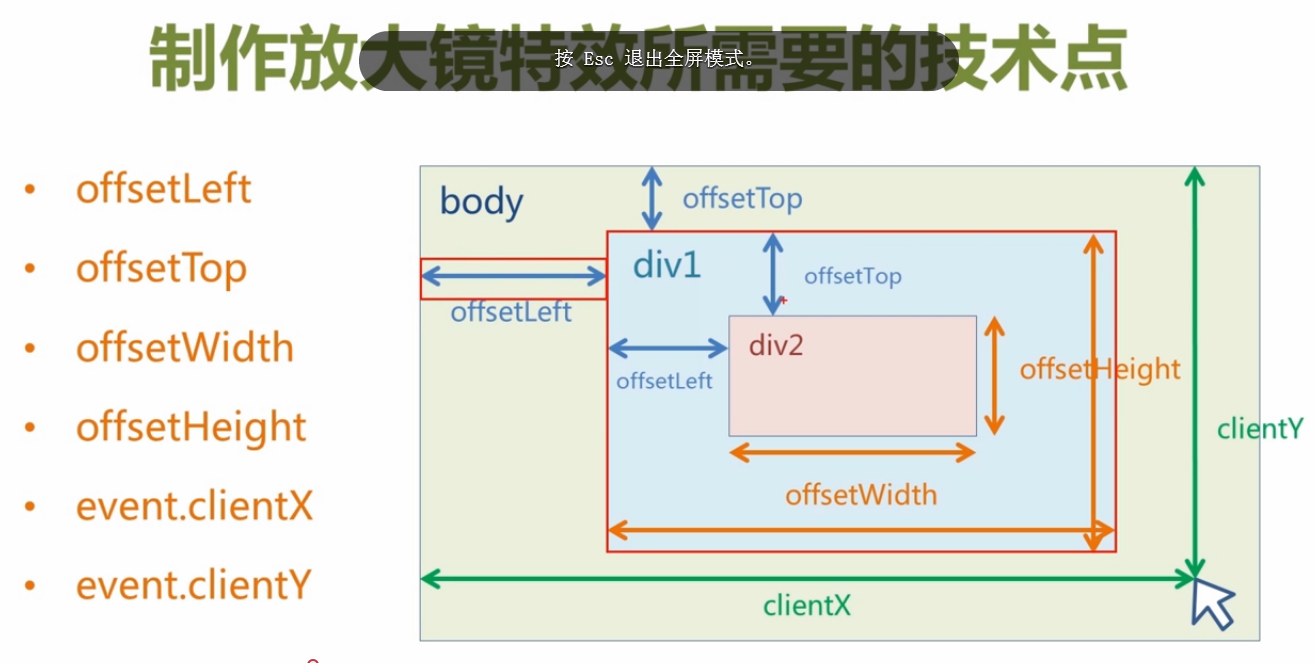 制作放大镜特效所需要的技术点
按 Esc 退出全屏模式。
• offsetLeft
• offsetTop
• offsetWidth
• offsetHeight
• event.clientX
• event.clientY
body
offsetTop
div1
offsetTop
offsetLeft
div2
offsetLeft
offsetHeight
clientY
offsetWidth
clientX